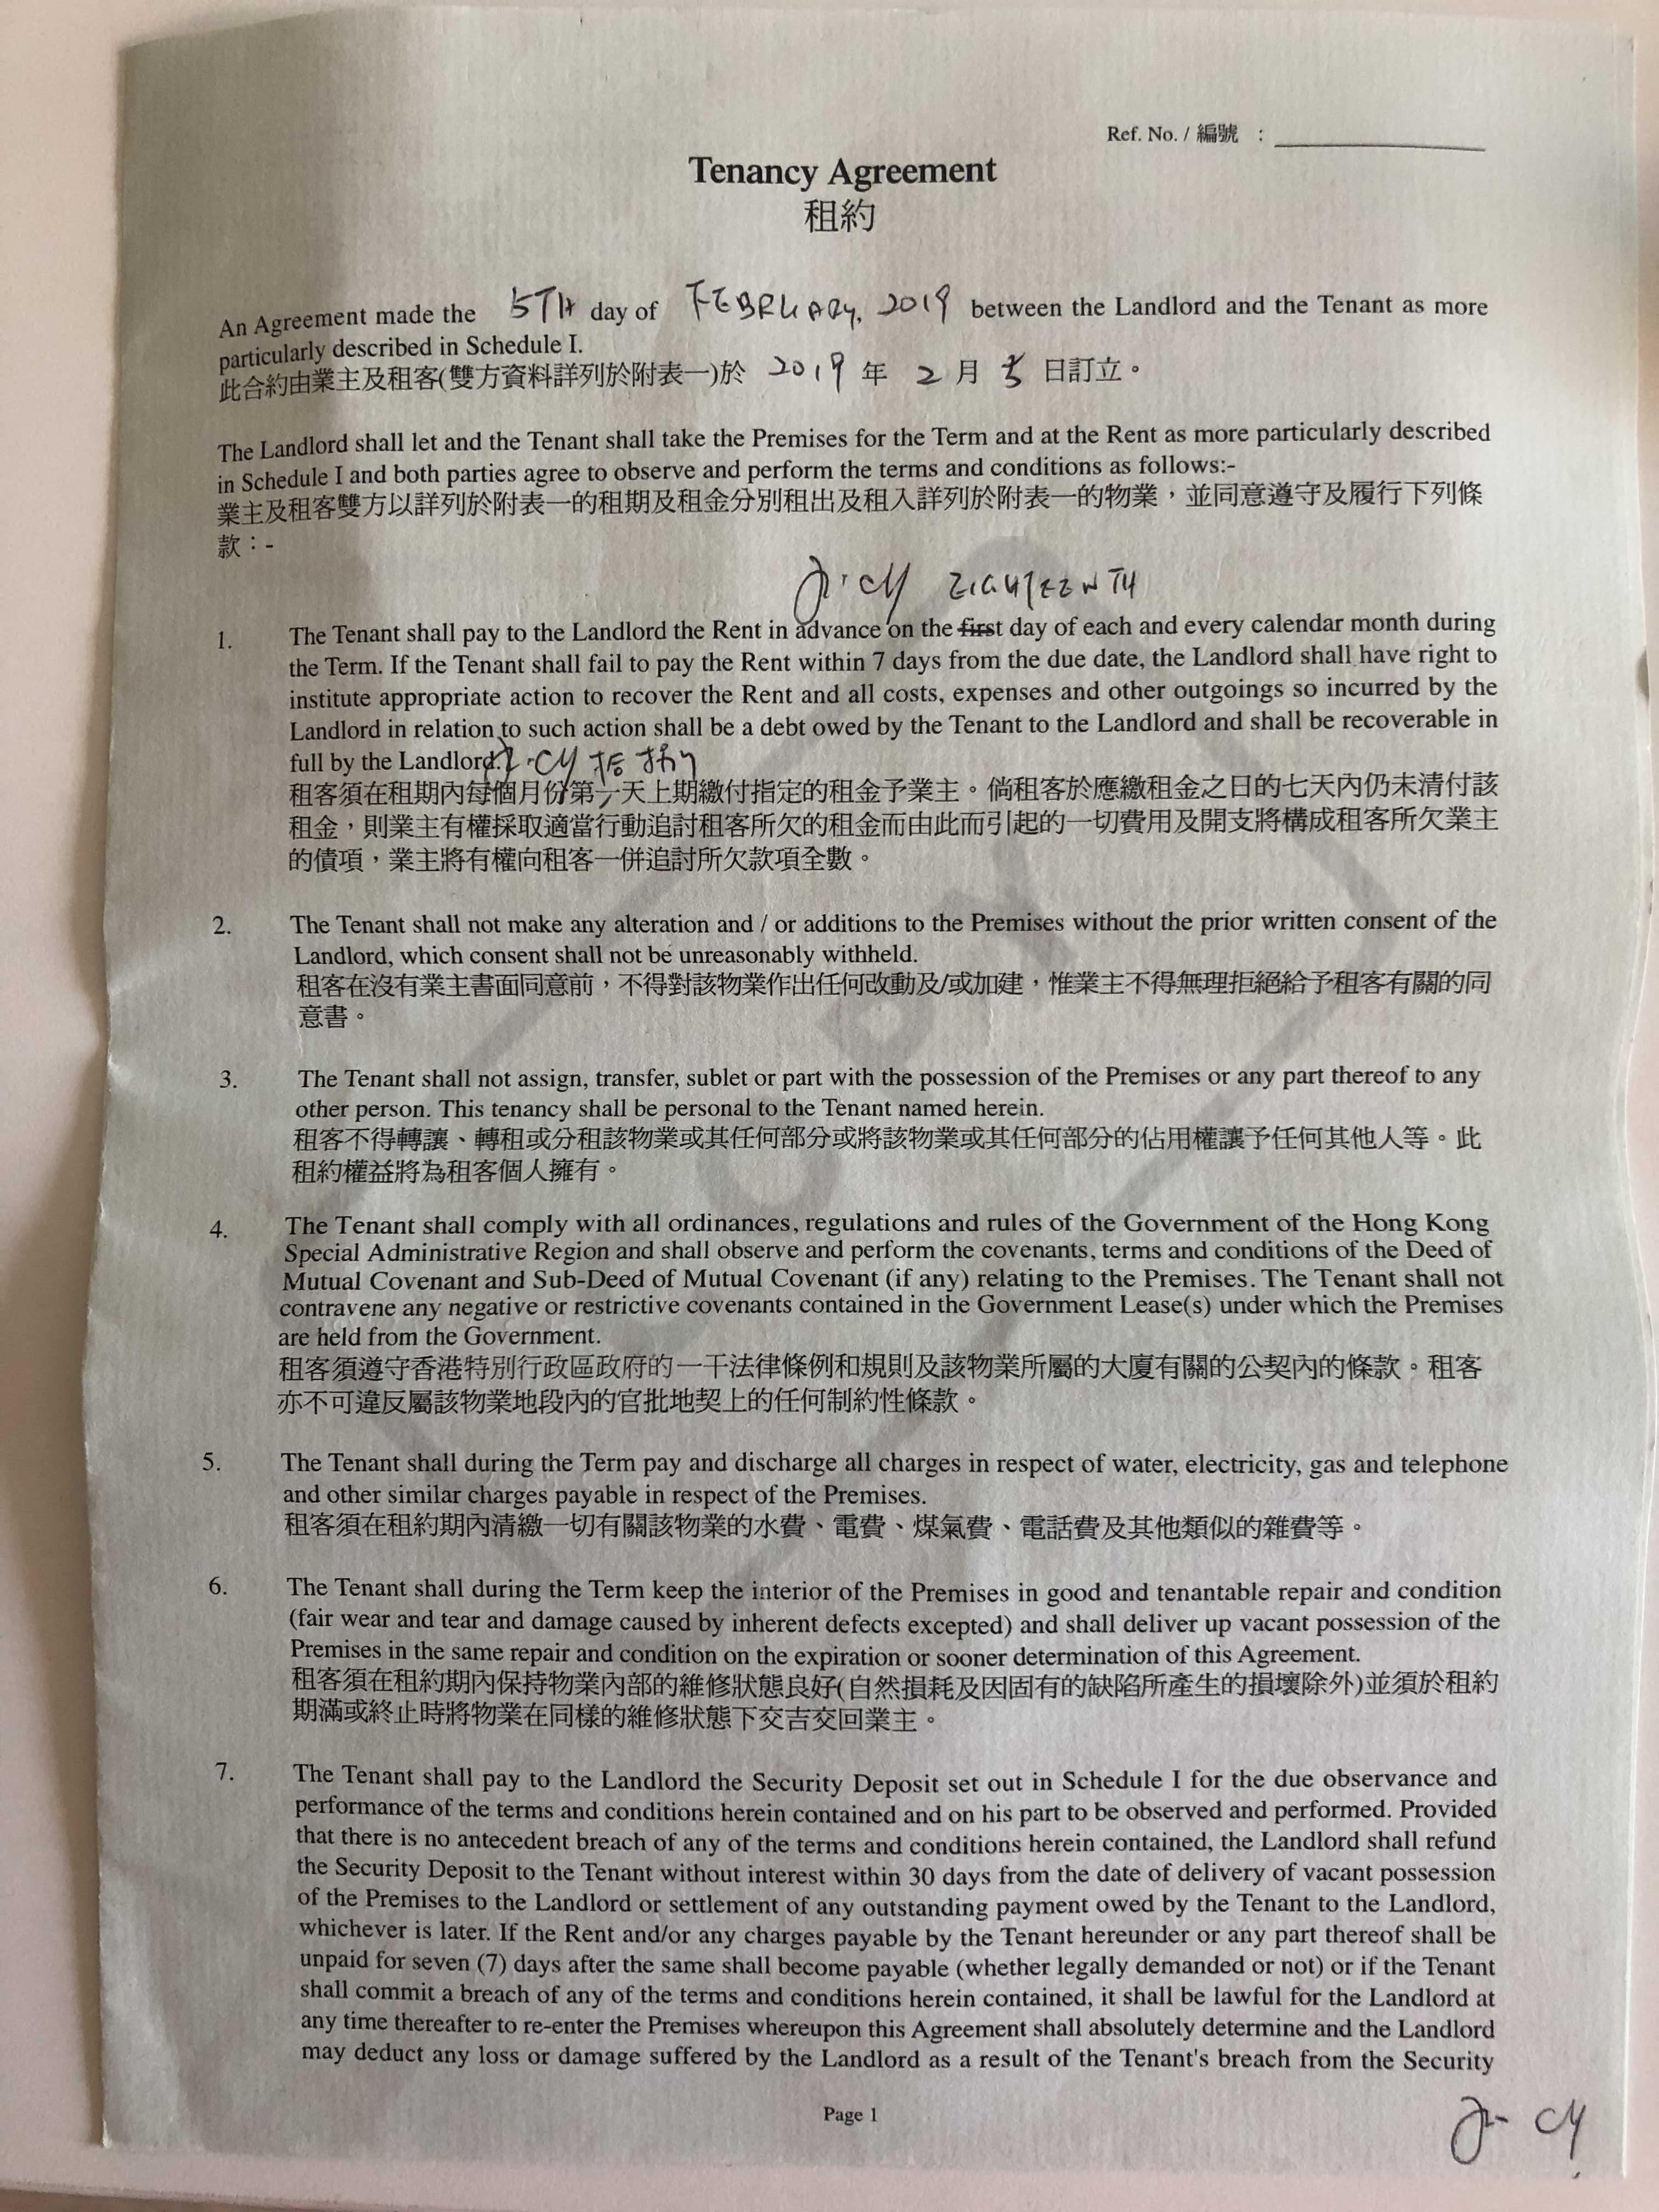 Ref. No. / 編號 :
Tenancy Agreement
租約
An Agreement made the 5TH day of FEBRUARY, 2019 between the Landlord and the Tenant as more
particularly described in Schedule I.
此合約由業主及租客(雙方資料詳列於附表一)於 2019 年 2 月 5 日訂立。
The Landlord shall let and the Tenant shall take the Premises for the Term and at the Rent as more particularly described
in Schedule I and both parties agree to observe and perform the terms and conditions as follows:-
業主及租客雙方以詳列於附表一的租期及租金分別租出及租入詳列於附表一的物業，並同意遵守及履行下列條
款：-
CY EIGHTEENTH
1. The Tenant shall pay to the Landlord the Rent in advance on the first day of each and every calendar month during
the Term. If the Tenant shall fail to pay the Rent within 7 days from the due date, the Landlord shall have right to
institute appropriate action to recover the Rent and all costs, expenses and other outgoings so incurred by the
Landlord in relation to such action shall be a debt owed by the Tenant to the Landlord and shall be recoverable in
full by the Landlord.
CY
租客須在租期內每個月份第一天上期繳付指定的租金予業主。倘租客於應繳租金之日的七天內仍未清付該
租金，則業主有權採取適當行動追討租客所欠的租金而由此而引起的一切費用及開支將構成租客所欠業主
的債項，業主將有權向租客一併追討所欠款項全數。
2. The Tenant shall not make any alteration and / or additions to the Premises without the prior written consent of the
Landlord, which consent shall not be unreasonably withheld.
租客在沒有業主書面同意前，不得對該物業作出任何改動及/或加建，惟業主不得無理拒絕給予租客有關的同
意書。
3. The Tenant shall not assign, transfer, sublet or part with the possession of the Premises or any part thereof to any
other person. This tenancy shall be personal to the Tenant named herein.
租客不得轉讓、轉租或分租該物業或其任何部分或將該物業或其任何部分的佔用權讓予任何其他人等。此
租約權益將為租客個人擁有。
4. The Tenant shall comply with all ordinances, regulations and rules of the Government of the Hong Kong
Special Administrative Region and shall observe and perform the covenants, terms and conditions of the Deed of
Mutual Covenant and Sub-Deed of Mutual Covenant (if any) relating to the Premises. The Tenant shall not
contravene any negative or restrictive covenants contained in the Government Lease(s) under which the Premises
are held from the Government.
租客須遵守香港特別行政區政府的一干法律條例和規則及該物業所屬的大廈有關的公契內的條款。租客
亦不可違反屬該物業地段內的官批地契上的任何制約性條款。
5. The Tenant shall during the Term pay and discharge all charges in respect of water, electricity, gas and telephone
and other similar charges payable in respect of the Premises.
租客須在租約期內清繳一切有關該物業的水費、電費、煤氣費、電話費及其他類似的雜費等。
6. The Tenant shall during the Term keep the interior of the Premises in good and tenantable repair and condition
(fair wear and tear and damage caused by inherent defects excepted) and shall deliver up vacant possession of the
Premises in the same repair and condition on the expiration or sooner determination of this Agreement.
租客須在租約期內保持物業內部的維修狀態良好(自然損耗及因固有的缺陷所產生的損壞除外)並須於租約
期滿或終止時將物業在同樣的維修狀態下交吉交回業主。
7. The Tenant shall pay to the Landlord the Security Deposit set out in Schedule I for the due observance and
performance of the terms and conditions herein contained and on his part to be observed and performed. Provided
that there is no antecedent breach of any of the terms and conditions herein contained, the Landlord shall refund
the Security Deposit to the Tenant without interest within 30 days from the date of delivery of vacant possession
of the Premises to the Landlord or settlement of any outstanding payment owed by the Tenant to the Landlord,
whichever is later. If the Rent and/or any charges payable by the Tenant hereunder or any part thereof shall be
unpaid for seven (7) days after the same shall become payable (whether legally demanded or not) or if the Tenant
shall commit a breach of any of the terms and conditions herein contained, it shall be lawful for the Landlord at
any time thereafter to re-enter the Premises whereupon this Agreement shall absolutely determine and the Landlord
may deduct any loss or damage suffered by the Landlord as a result of the Tenant's breach from the Security
Page 1
CY
COPY